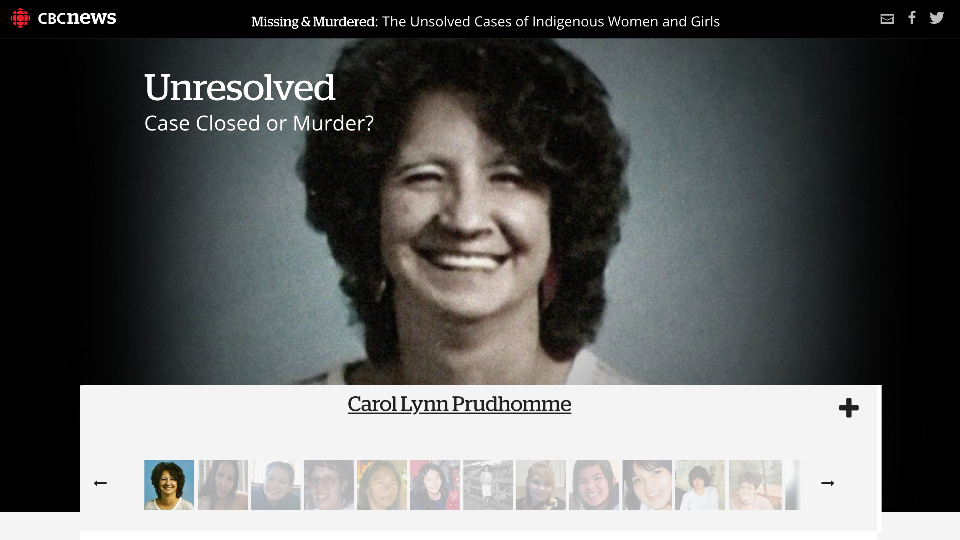 CBCnews
Missing & Murdered: The Unsolved Cases of Indigenous Women and Girls
Unresolved
Case Closed or Murder?
Carol Lynn Prudhomme